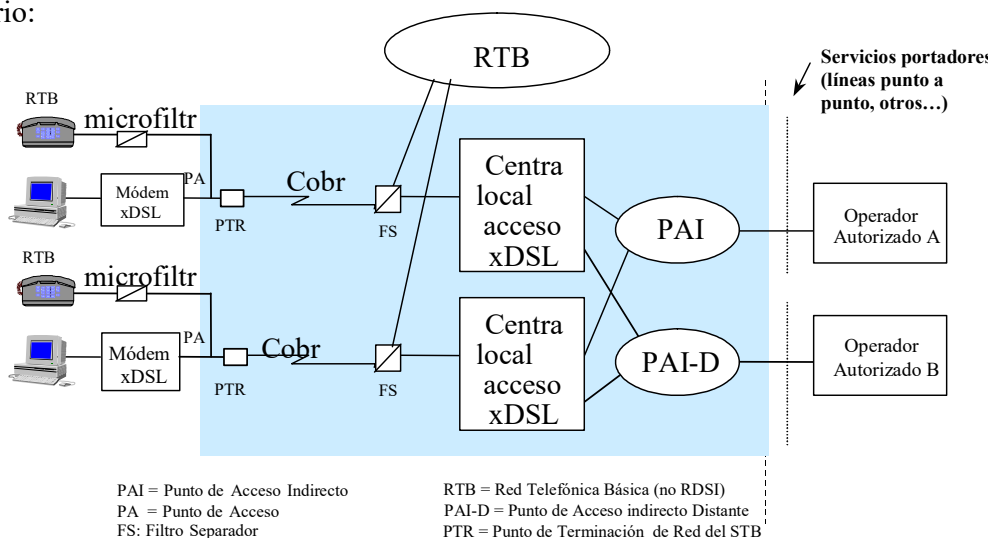 rio:
RTB
Servicios portadores
(líneas punto a
punto, otros…)
RTB
microfiltr
Módem
xDSL
PA
PTR
Cobr
FS
Centra
local
acceso
xDSL
PAI
Operador
Autorizado A
RTB
microfiltr
Módem
xDSL
PA
PTR
Cobr
FS
Centra
local
acceso
xDSL
PAI-D
Operador
Autorizado B
PAI = Punto de Acceso Indirecto
PA = Punto de Acceso
FS: Filtro Separador
RTB = Red Telefónica Básica (no RDSI)
PAI-D = Punto de Acceso indirecto Distante
PTR = Punto de Terminación de Red del STB